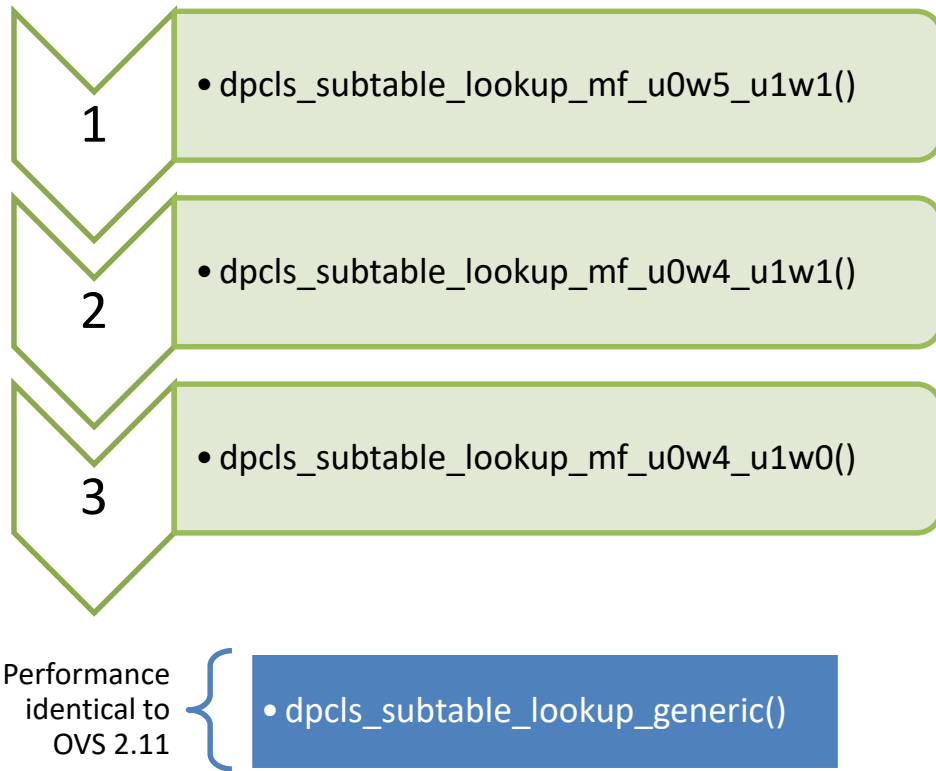 1
• dpcls_subtable_lookup_mf_u0w5_u1w1()
2
• dpcls_subtable_lookup_mf_u0w4_u1w1()
3
• dpcls_subtable_lookup_mf_u0w4_u1w0()
Performance
identical to
OVS 2.11
• dpcls_subtable_lookup_generic()